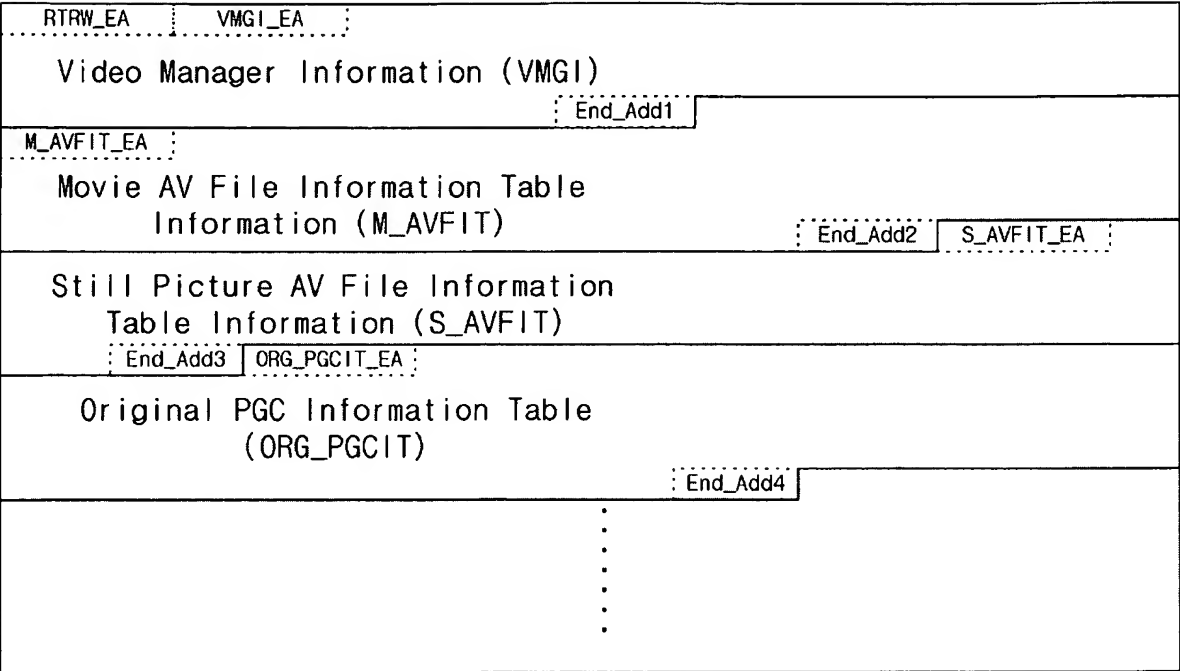 RTRW_EA VMGI_EA
Video Manager Information (VMGI)
End_Add1
M_AVFIT_EA
Movie AV File Information Table
Information (M_AVFIT)
End_Add2 S_AVFIT_EA
Still Picture AV File Information
Table Information (S_AVFIT)
End_Add3 ORG_PGCIT_EA
Original PGC Information Table
(ORG_PGCIT)
End_Add4